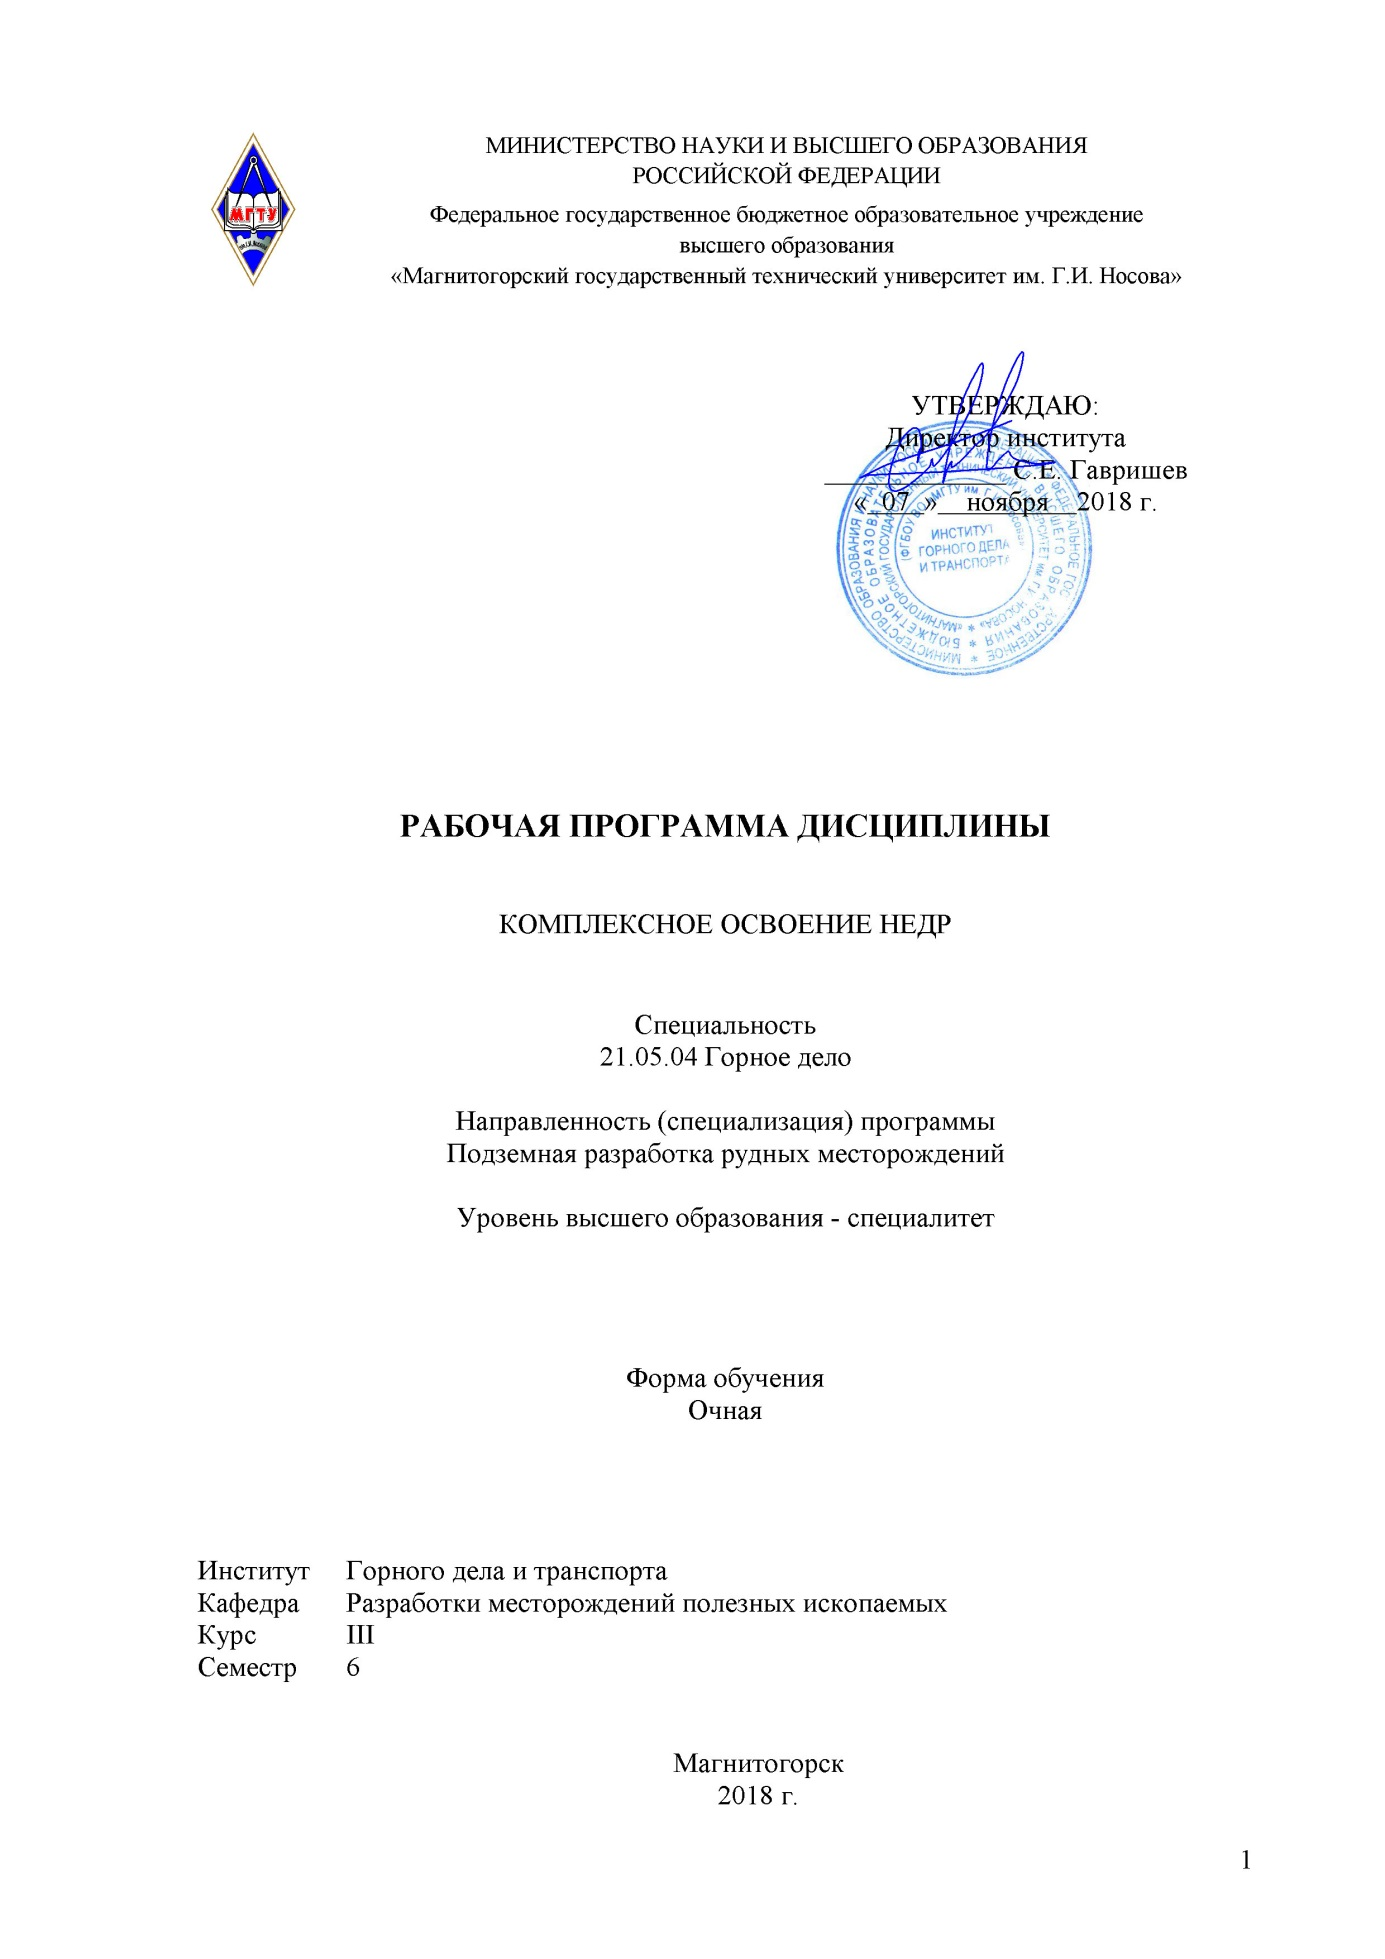 МИНИСТЕРСТВО НАУКИ И ВЫСШЕГО ОБРАЗОВАНИЯ
РОССИЙСКОЙ ФЕДЕРАЦИИ
Федеральное государственное бюджетное образовательное учреждение
высшего образования
«Магнитогорский государственный технический университет им. Г.И. Носова»
МГТУ
УТВЕРЖДАЮ:
Директор института
С.Е. Гавришев
« 07 » ноября 2018 г.
ИНСТИТУТ
ГОРНОГО ДЕЛА
И ТРАНСПОРТА
РАБОЧАЯ ПРОГРАММА ДИСЦИПЛИНЫ
КОМПЛЕКСНОЕ ОСВОЕНИЕ НЕДР
Специальность
21.05.04 Горное дело
Направленность (специализация) программы
Подземная разработка рудных месторождений
Уровень высшего образования - специалитет
Форма обучения
Очная
Институт Горного дела и транспорта
Кафедра Разработки месторождений полезных ископаемых
Курс III
Семестр 6
Магнитогорск
2018 г.
1